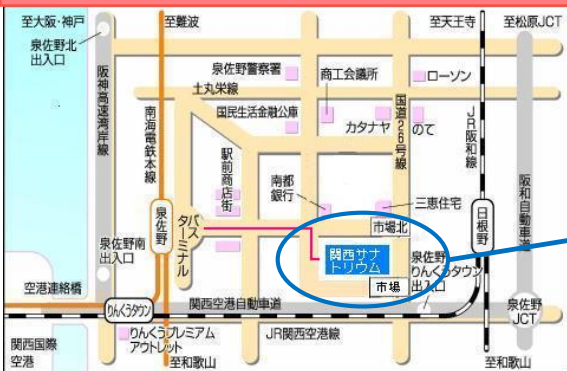 至大阪・神戸
至難波
至天王寺
至松原JCT
泉佐野北
出入口
泉佐野警察署
商工会議所
ローソン
土丸栄線
阪神高速湾岸線
南海電鉄本線
国民生活金融公庫
カタナヤ
のて
国道26号線
JR阪和線
阪和自動車道
駅前商店街
南都
銀行
三恵住宅
泉佐野
バス
ターミナル
市場北
日根野
泉佐野南
出入口
関西サナ
トリウム
泉佐野
りんくうタウン
出入口
市場
空港連絡橋
りんくうタウン
関西空港自動車道
泉佐野
JCT
りんくうプレミアム
アウトレット
JR関西空港線
関西国際
空港
至和歌山
至和歌山